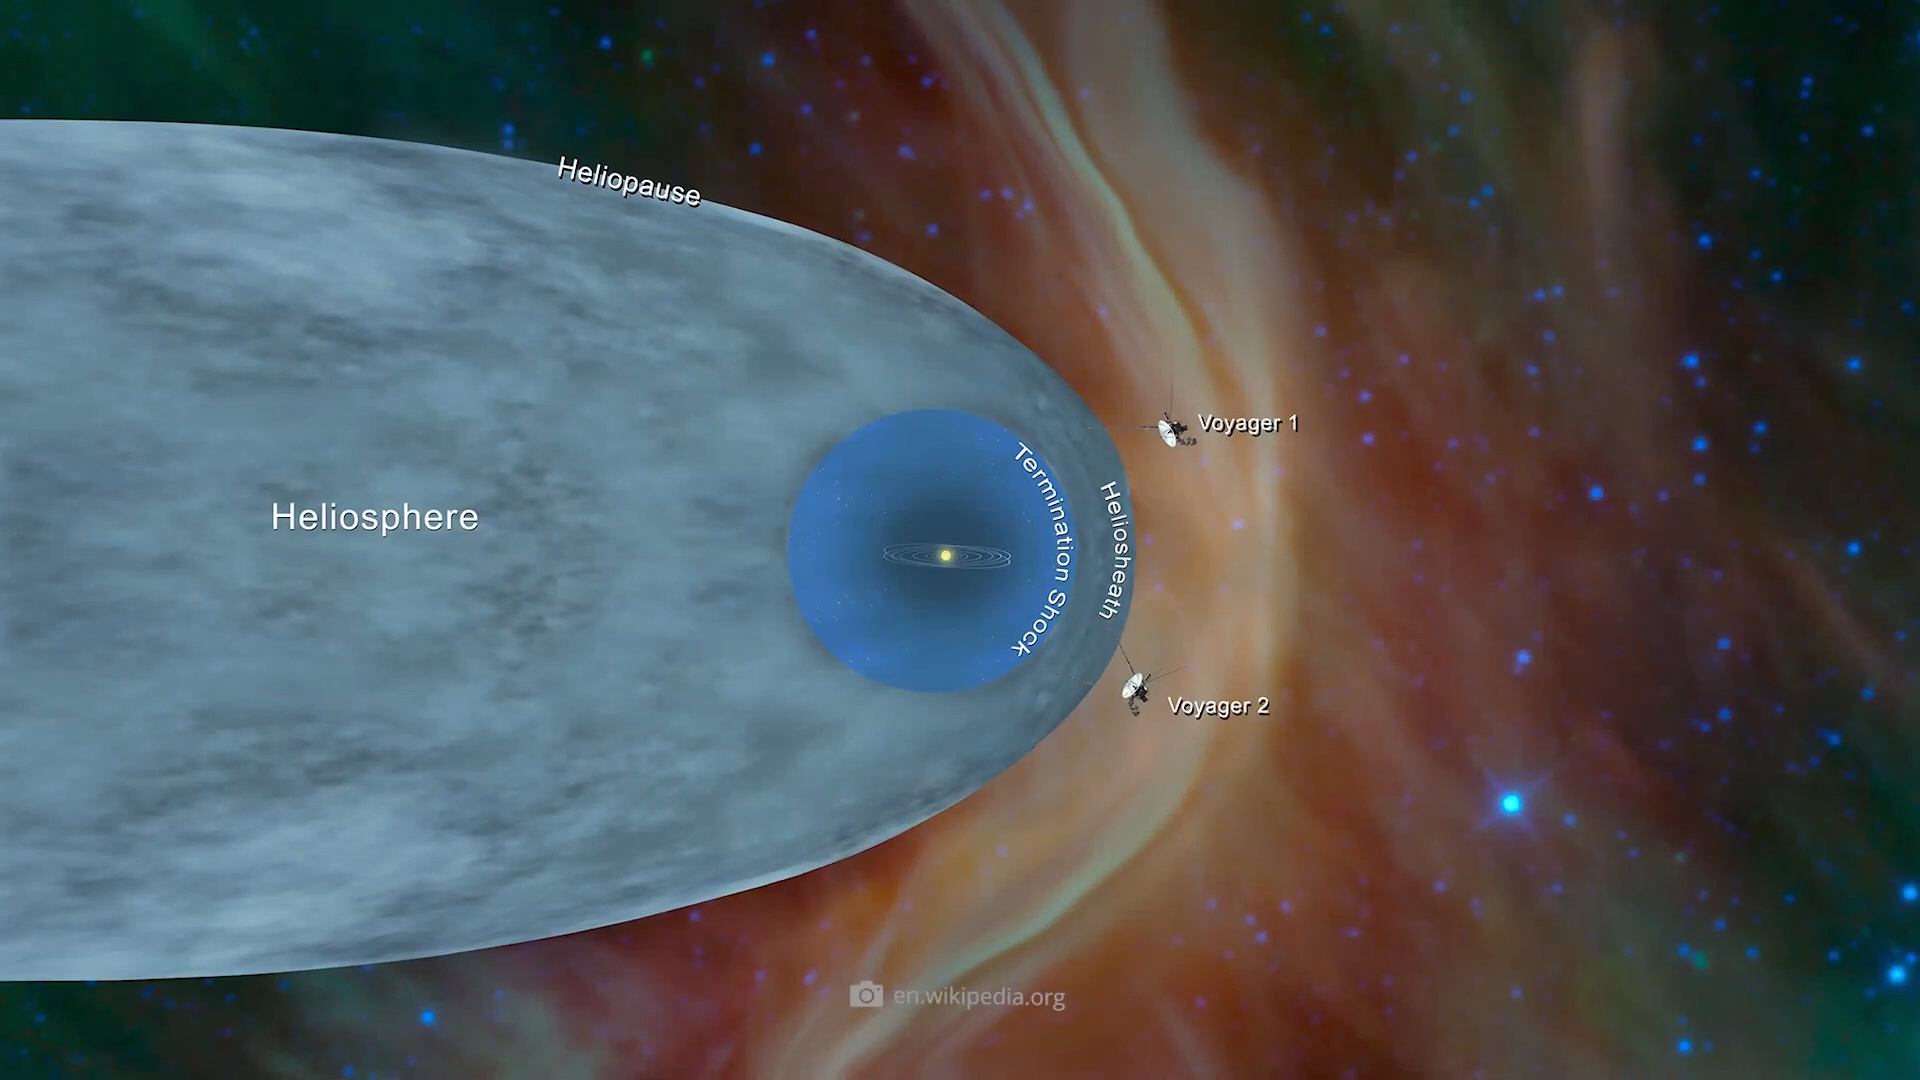 Heliopause
Heliosphere
Termination Shock
Heliosheath
Voyager 1
Voyager 2
en.wikipedia.org